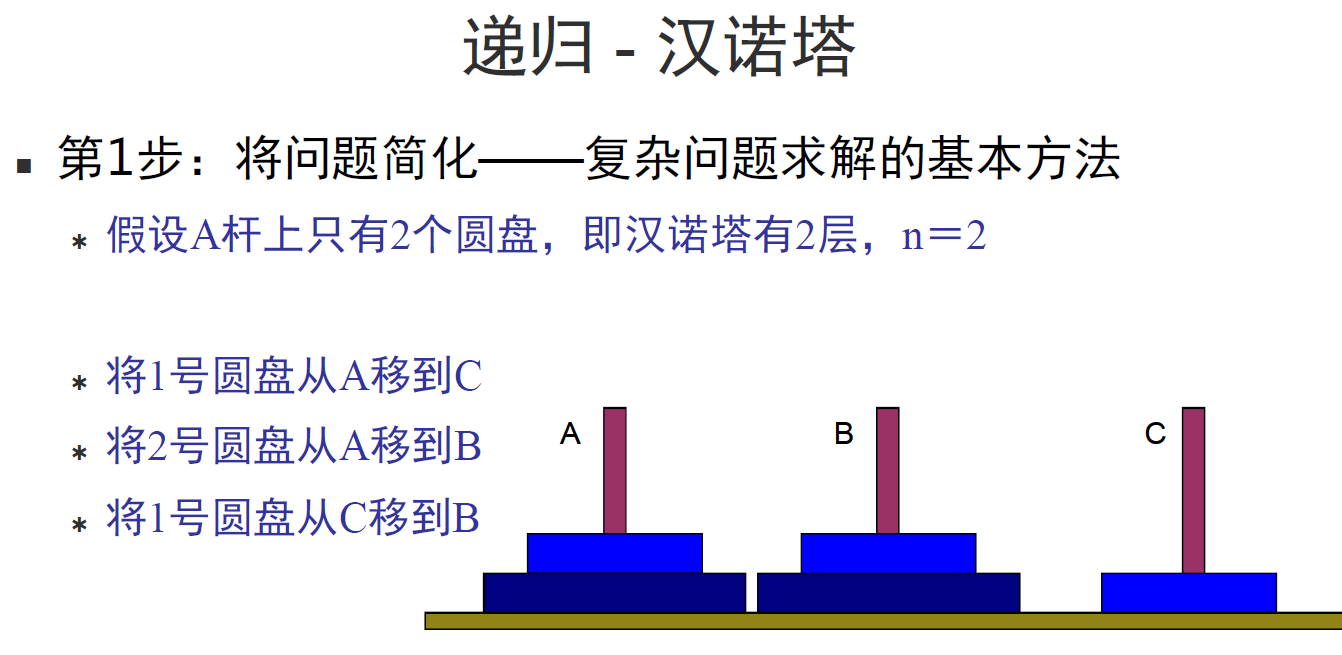 递归 - 汉诺塔
▪ 第1步：将问题简化——复杂问题求解的基本方法
* 假设A杆上只有2个圆盘，即汉诺塔有2层，n＝2
* 将1号圆盘从A移到C
* 将2号圆盘从A移到B
* 将1号圆盘从C移到B
A B C